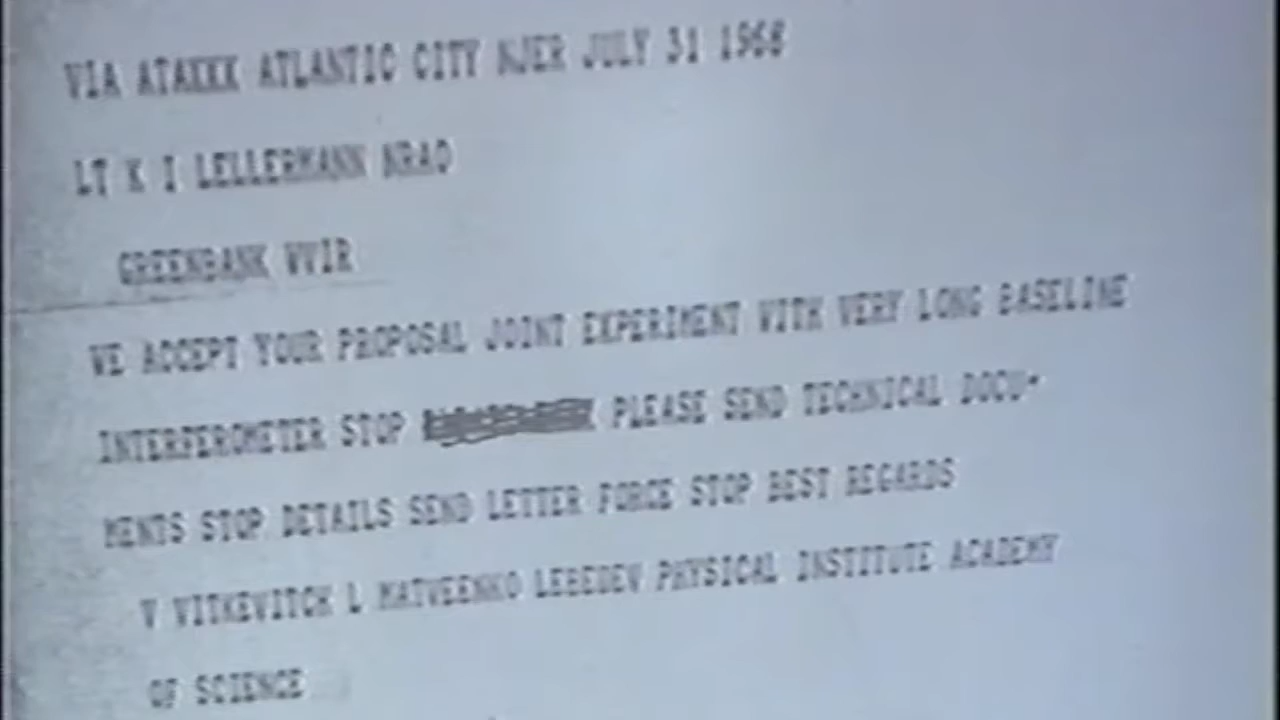 VIA ATAXXX ATLANTIC CITY NJER JULY 31 1968
LT K I LELLERMANN NRAO
GREENBANK WVIR
WE ACCEPT YOUR PROPOSAL JOINT EXPERIMENT WITH VERY LONG BASELINE
INTERFEROMETER STOP PLEASE SEND TECHNICAL DOCU-
MENTS STOP DETAILS SEND LETTER FORCE STOP BEST REGARDS
V VITKEVITCH L MATVEENKO LEBEDEV PHYSICAL INSTITUTE ACADEMY
OF SCIENCE